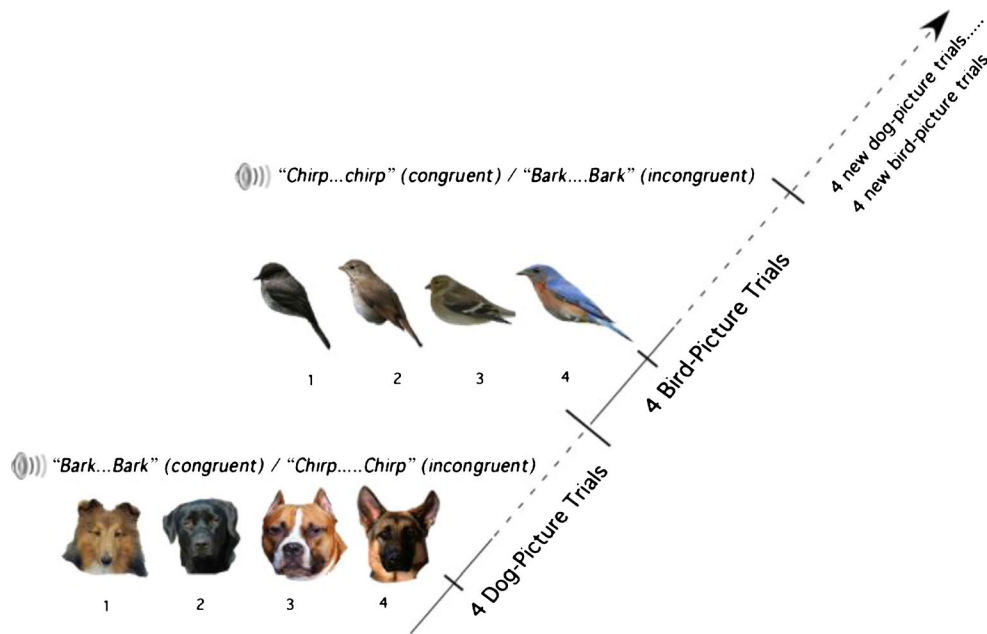 4 new dog-picture trials.....
4 new bird-picture trials
“Chirp...chirp” (congruent) / “Bark....Bark” (incongruent)
4 Bird-Picture Trials
1 2 3 4
“Bark...Bark” (congruent) / “Chirp.....Chirp” (incongruent)
4 Dog-Picture Trials
1 2 3 4